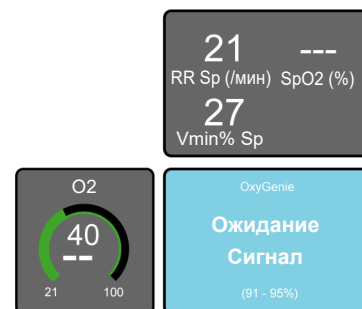 21 ---
RR Sp (/мин) SpO2 (%)
27
Vmin% Sp
O2
40
--
21 100
OxyGenie
Ожидание
Сигнал
(91 - 95%)